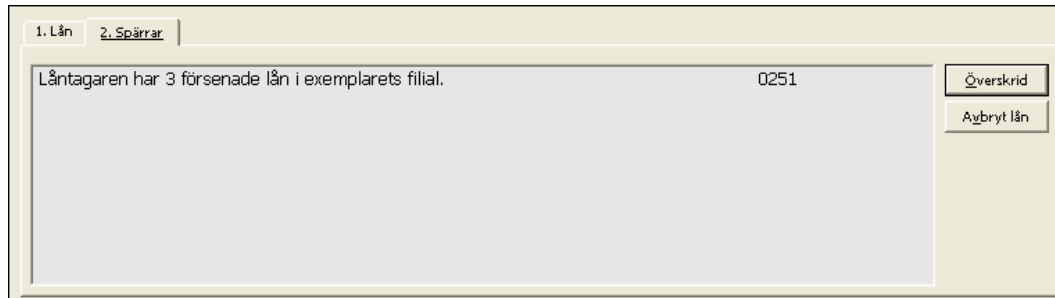 1. Lån
2. Spärrar
Låntagaren har 3 försenade lån i exemplarets filial. 0251
Överskrid
Avbryt lån